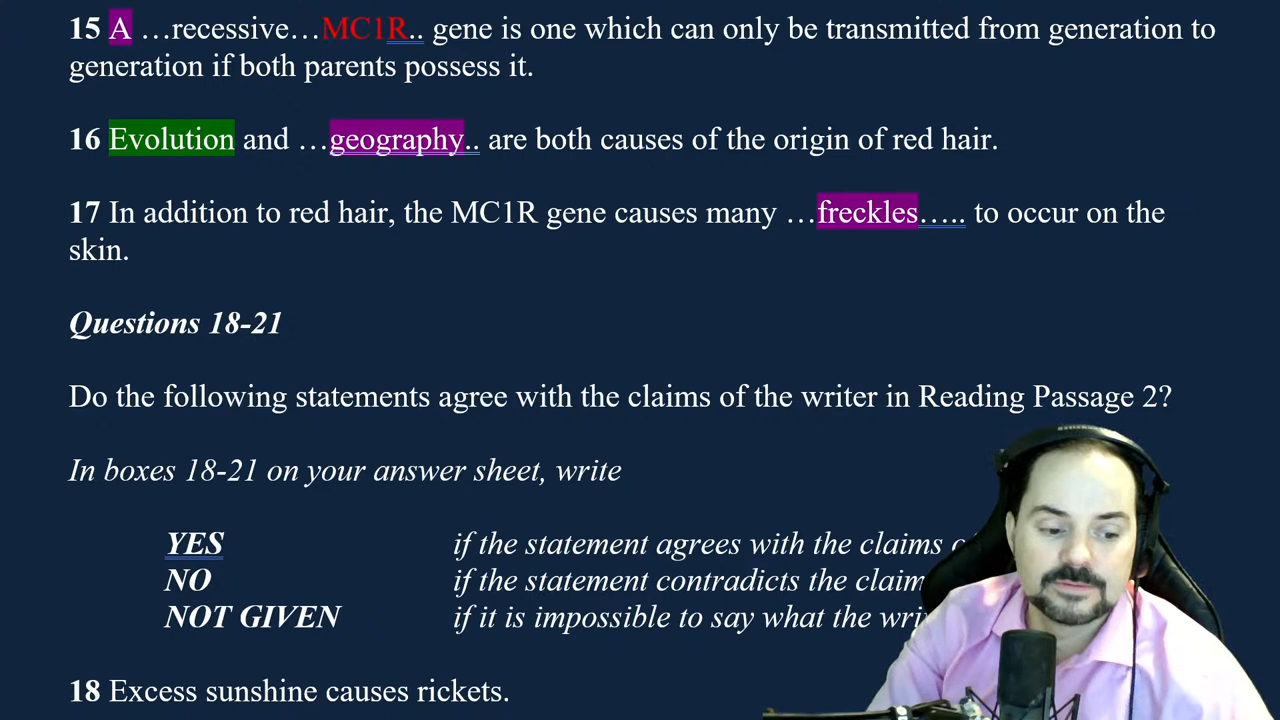 15 A …recessive…MC1R.. gene is one which can only be transmitted from generation to
generation if both parents possess it.
16 Evolution and …geography.. are both causes of the origin of red hair.
17 In addition to red hair, the MC1R gene causes many …freckles….. to occur on the
skin.
Questions 18-21
Do the following statements agree with the claims of the writer in Reading Passage 2?
In boxes 18-21 on your answer sheet, write
YES if the statement agrees with the claims
NO if the statement contradicts the
NOT GIVEN if it is impossible to say what the
18 Excess sunshine causes rickets.